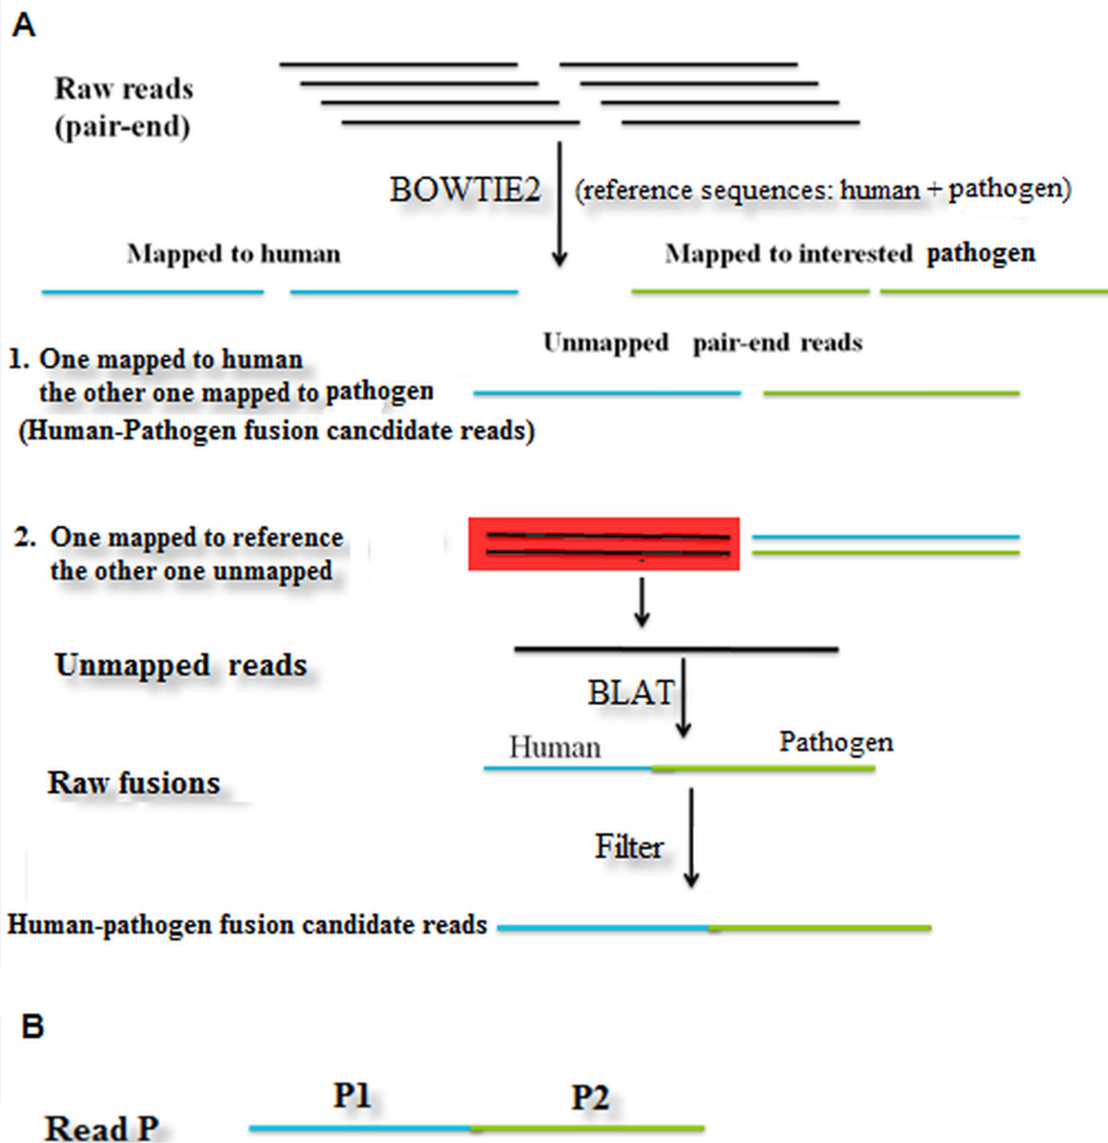 A
Raw reads
(pair-end)
BOWTIE2 (reference sequences: human + pathogen)
Mapped to human
Mapped to interested pathogen
Unmapped pair-end reads
1. One mapped to human
the other one mapped to pathogen
(Human-Pathogen fusion cancdidate reads)
2. One mapped to reference
the other one unmapped
Unmapped reads
BLAT
Human
Pathogen
Raw fusions
Filter
Human-pathogen fusion candidate reads
B
P1
P2
Read P